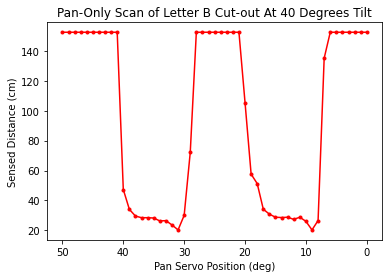 Pan-Only Scan of Letter B Cut-out At 40 Degrees Tilt
140
120
100
80
60
40
20
Sensed Distance (cm)
50 40 30 20 10 0
Pan Servo Position (deg)